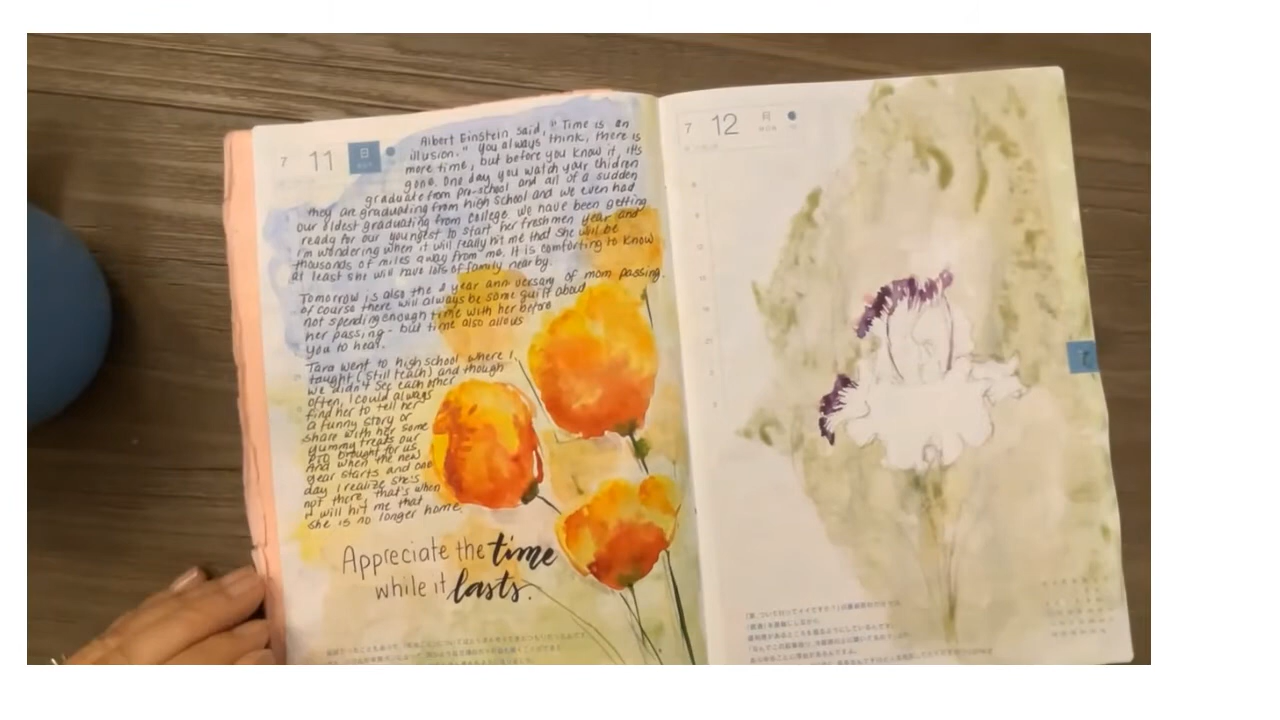 7 11 日
Albert Einstein said, "Time is an
illusion." You always think, there is
more time, but before you know it, it's
gone. One day you watch your chidren
graduate from pre-school and all of a sudden
they are graduating from high school and we even had
our oldest graduating from college. We have been getting
ready for our youngest to start her freshmen year and
I'm wondering when it will really hit me that she will be
thousands of miles away from me. It is comforting to know
at least she will have lots of family nearby.
Tomorrow is also the year anniversary of mom passing.
of course there will always be some guilt about
not spending enough time with her before
her passing - but time also allows
you to heal.
Tara went to high school where I
taught (still teach) and though
we didn't see each other
often, I could always
find her to tell her
a funny story or
share with her some
yummy treats our
PTO brought for us.
And when the new
year starts and one
day I realize she's
not there, that's when
it will hit me that
she is no longer home.
Appreciate the time
while it lasts.
7 12 月
MON
7